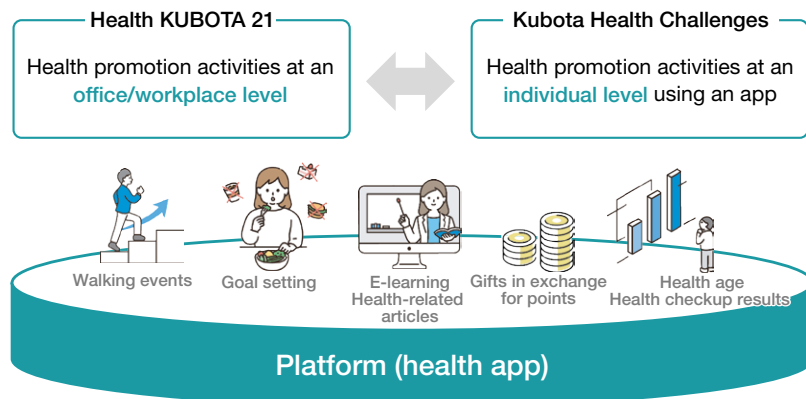 Health KUBOTA 21
Health promotion activities at an
office/workplace level
Kubota Health Challenges
Health promotion activities at an
individual level using an app
Walking events
Goal setting
E-learning
Health-related
articles
Gifts in exchange
for points
Health age
Health checkup results
Platform (health app)